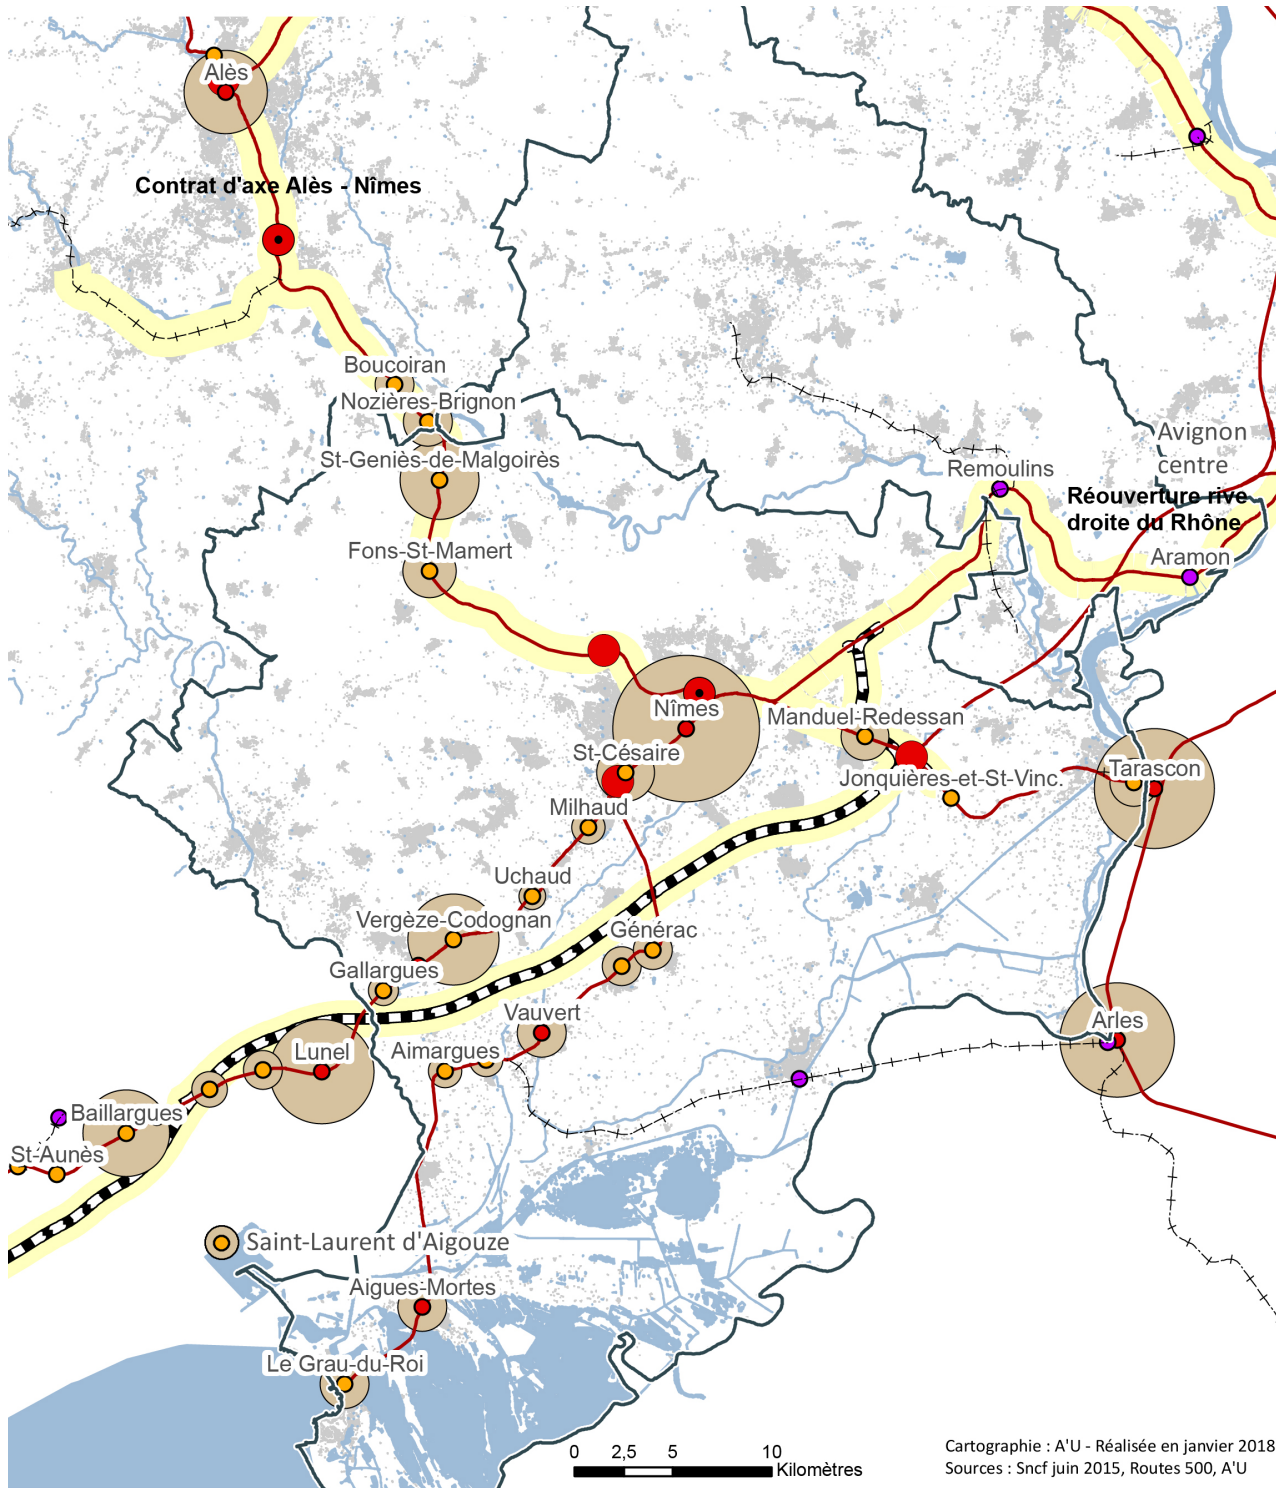 Alès
Contrat d'axe Alès - Nîmes
Boucoiran
Nozières-Brignon
Avignon
centre
St-Geniès-de-Malgoirès
Remoulins
Réouverture rive
droite du Rhône
Fons-St-Mamert
Aramon
Nîmes
Manduel-Redessan
St-Césaire
Tarascon
Jonquières-et-St-Vinc.
Milhaud
Uchaud
Vergèze-Codognan
Générac
Gallargues
Vauvert
Arles
Lunel
Aimargues
Baillargues
St-Aunès
Saint-Laurent d'Aigouze
Aigues-Mortes
Le Grau-du-Roi
0 2,5 5 10
Kilomètres
Cartographie : A'U - Réalisée en janvier 2018
Sources : Sncf juin 2015, Routes 500, A'U